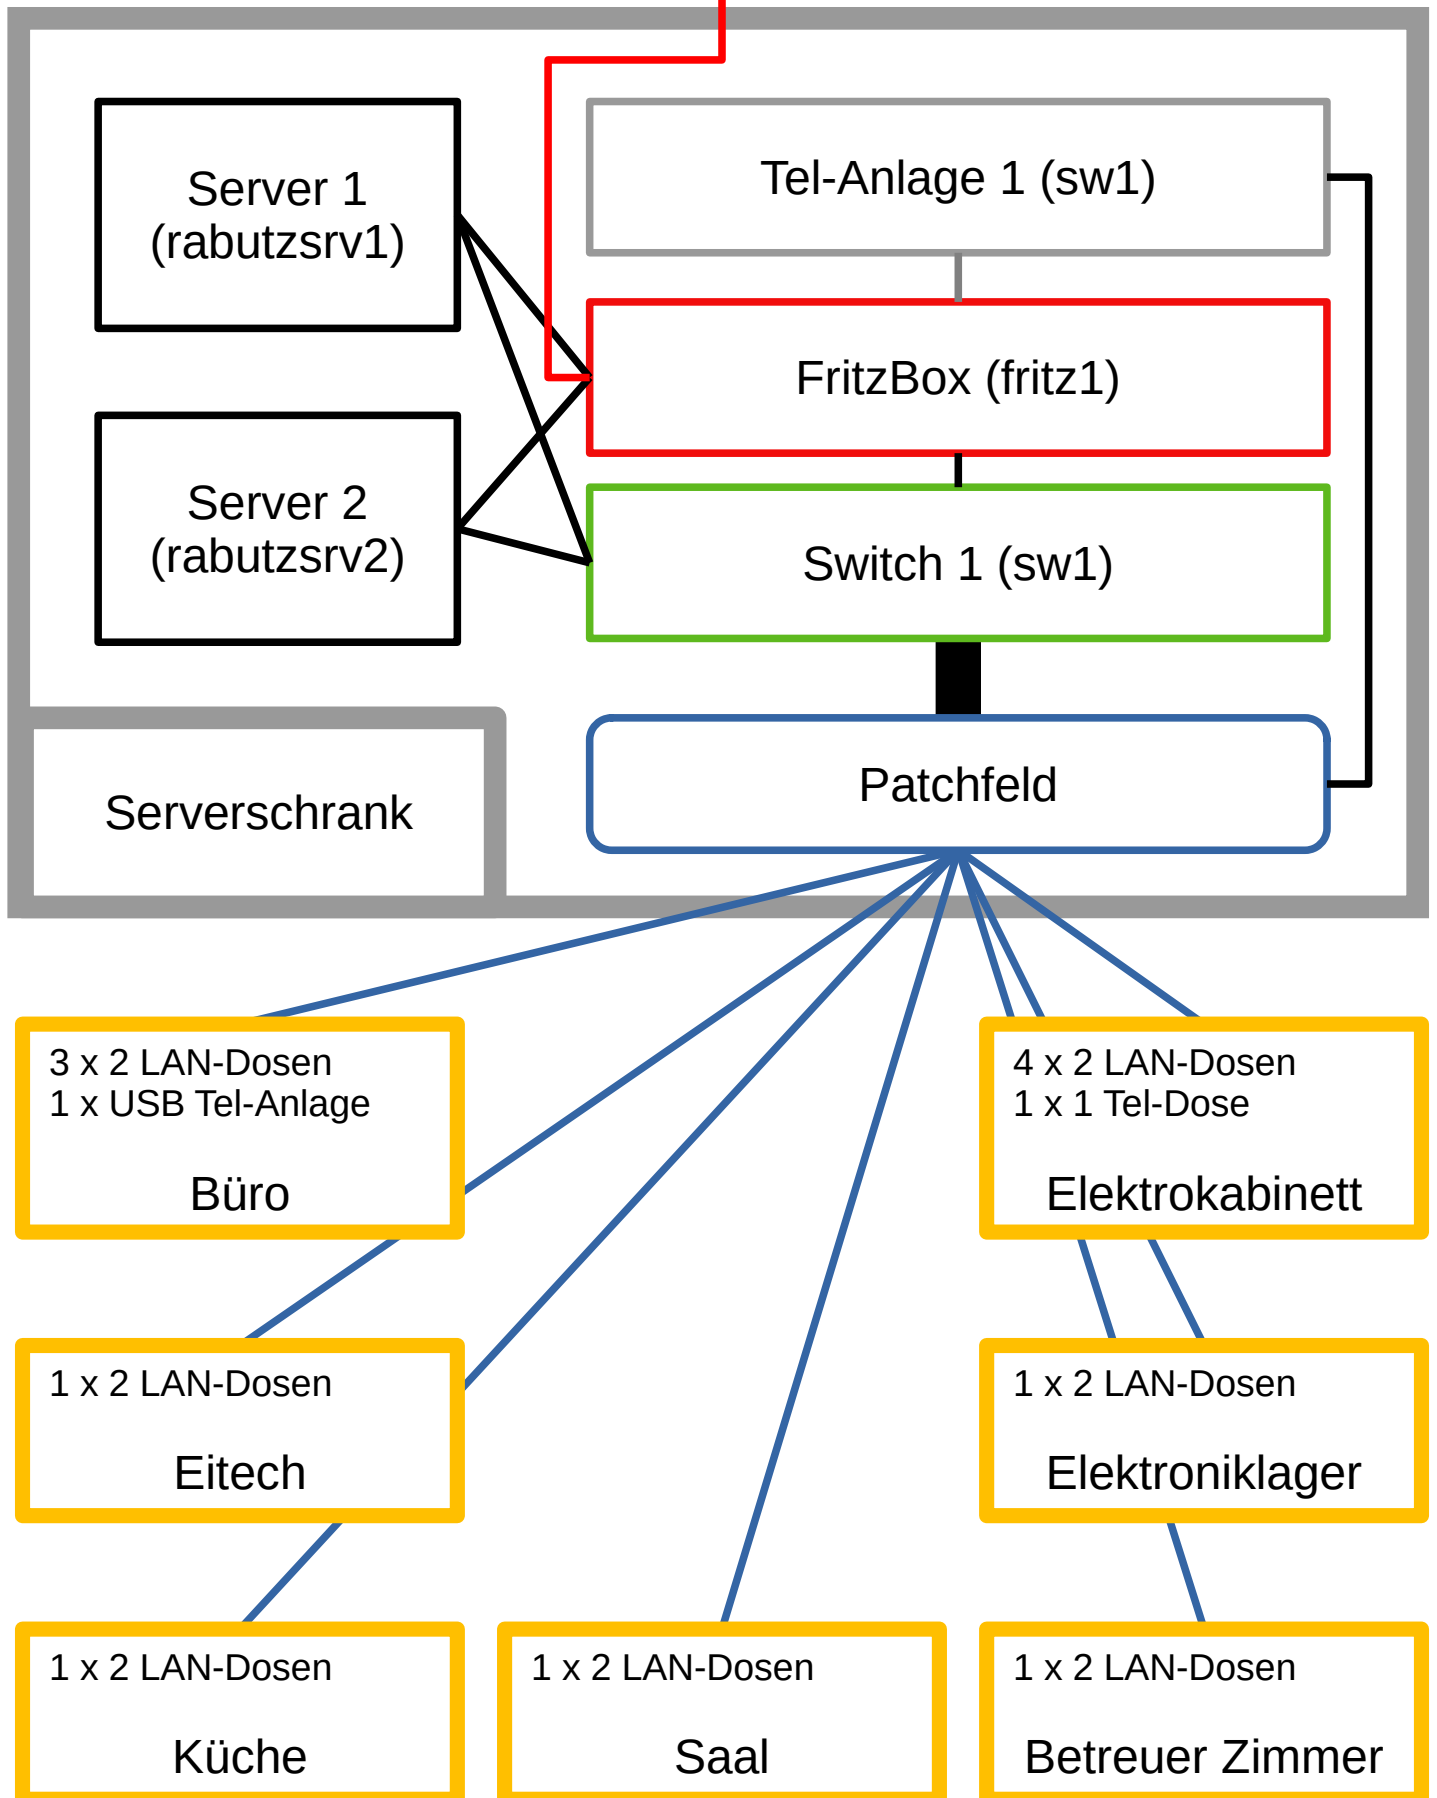 Server 1
(rabutzsrv1)
Tel-Anlage 1 (sw1)
FritzBox (fritz1)
Server 2
(rabutzsrv2)
Switch 1 (sw1)
Serverschrank
Patchfeld
3 x 2 LAN-Dosen
1 x USB Tel-Anlage
Büro
4 x 2 LAN-Dosen
1 x 1 Tel-Dose
Elektrokabinett
1 x 2 LAN-Dosen
Eitech
1 x 2 LAN-Dosen
Elektroniklager
1 x 2 LAN-Dosen
Küche
1 x 2 LAN-Dosen
Saal
1 x 2 LAN-Dosen
Betreuer Zimmer